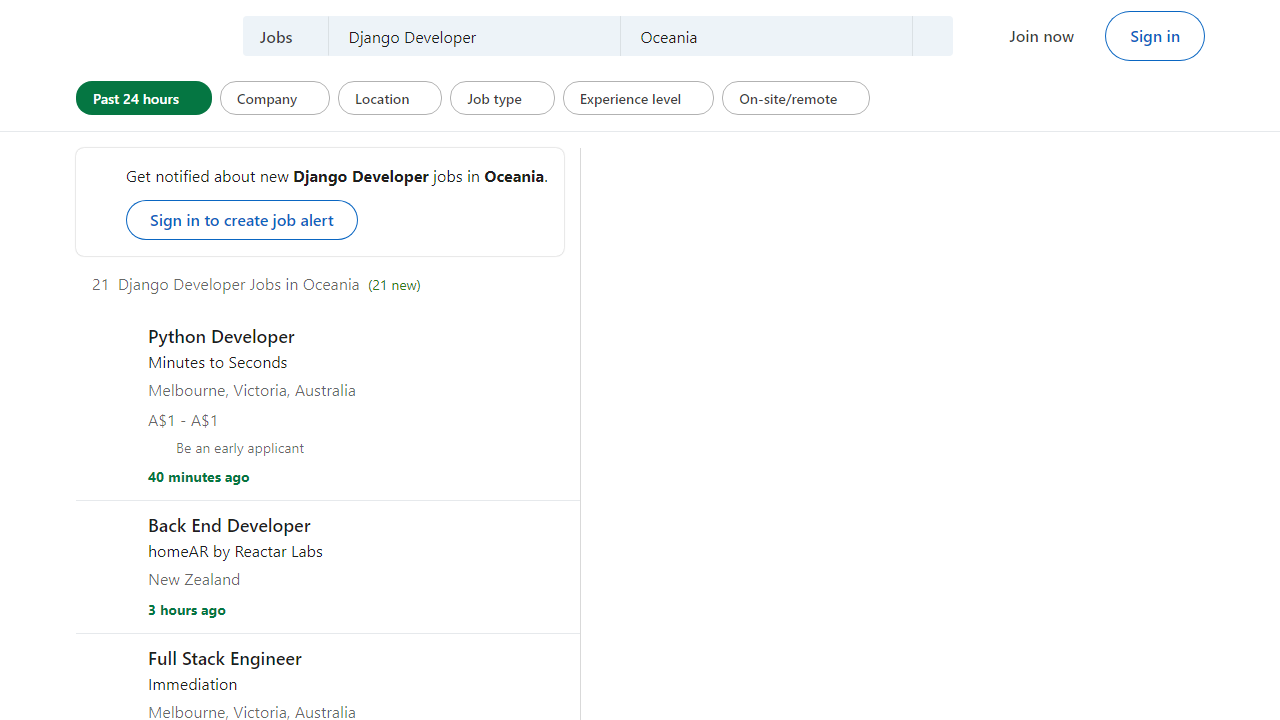 Jobs Django Developer Oceania Join now Sign in
Past 24 hours Company Location Job type Experience level On-site/remote
Get notified about new Django Developer jobs in Oceania.
Sign in to create job alert
21 Django Developer Jobs in Oceania (21 new)
Python Developer
Minutes to Seconds
Melbourne, Victoria, Australia
A$1 - A$1
Be an early applicant
40 minutes ago
Back End Developer
homeAR by Reactar Labs
New Zealand
3 hours ago
Full Stack Engineer
Immediation
Melbourne, Victoria, Australia